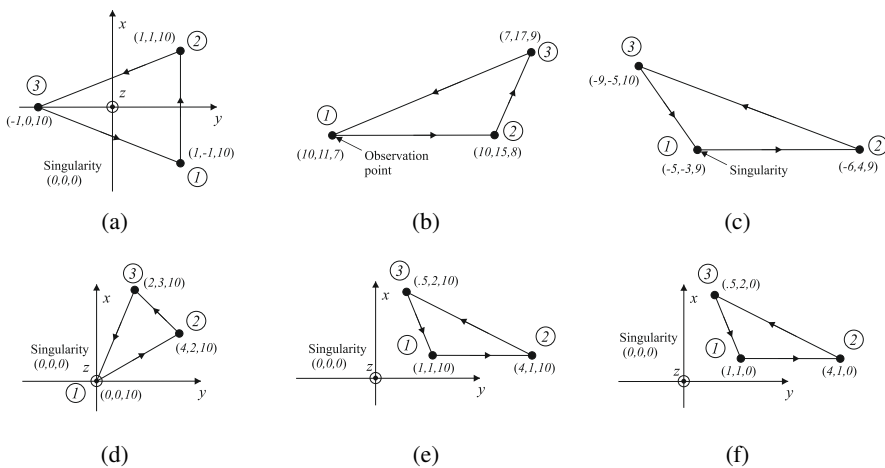 x
(1,1,10)
2
3
z
y
(-1,0,10)
Singularity
(0,0,0)
(1,-1,10)
1
(a)
(7,17,9)
3
1
2
Observation
point
(10,11,7)
(10,15,8)
(b)
3
(-9,-5,10)
1
2
(-5,-3,9)
Singularity
(-6,4,9)
(c)
3
(2,3,10)
x
2
Singularity
(0,0,0)
(4,2,10)
z
1
(0,0,10)
y
(d)
3
(.5,2,10)
x
1
2
Singularity
(0,0,0)
z
(1,1,10)
(4,1,10)
y
(e)
3
(.5,2,0)
x
1
2
Singularity
(0,0,0)
z
(1,1,0)
(4,1,0)
y
(f)